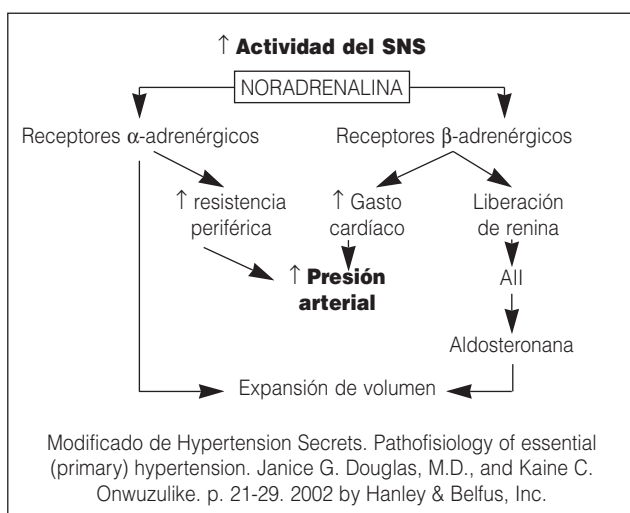 ↑ Actividad del SNS
NORADRENALINA
Receptores α-adrenérgicos
Receptores β-adrenérgicos
↑ resistencia
periférica
↑ Gasto
cardíaco
Liberación
de renina
↑ Presión
arterial
AII
Aldosteronana
Expansión de volumen
Modificado de Hypertension Secrets. Pathofisiology of essential
(primary) hypertension. Janice G. Douglas, M.D., and Kaine C.
Onwuzulike. p. 21-29. 2002 by Hanley & Belfus, Inc.